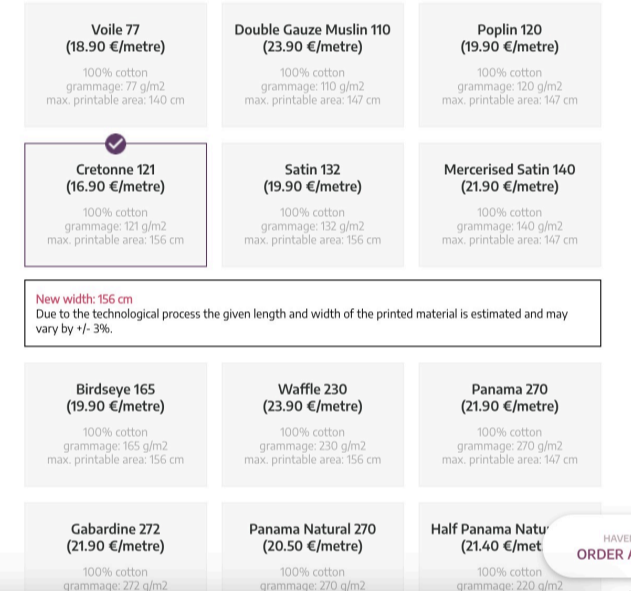 Voile 77
(18.90 €/metre)
100% cotton
grammage: 77 g/m2
max. printable area: 140 cm
Double Gauze Muslin 110
(23.90 €/metre)
100% cotton
grammage: 110 g/m2
max. printable area: 147 cm
Poplin 120
(19.90 €/metre)
100% cotton
grammage: 120 g/m2
max. printable area: 147 cm
Cretonne 121
(16.90 €/metre)
100% cotton
grammage: 121 g/m2
max. printable area: 156 cm
Satin 132
(19.90 €/metre)
100% cotton
grammage: 132 g/m2
max. printable area: 156 cm
Mercerised Satin 140
(21.90 €/metre)
100% cotton
grammage: 140 g/m2
max. printable area: 147 cm
New width: 156 cm
Due to the technological process the given length and width of the printed material is estimated and may
vary by +/- 3%.
Birdseye 165
(19.90 €/metre)
100% cotton
grammage: 165 g/m2
max. printable area: 156 cm
Waffle 230
(23.90 €/metre)
100% cotton
grammage: 230 g/m2
max. printable area: 156 cm
Panama 270
(21.90 €/metre)
100% cotton
grammage: 270 g/m2
max. printable area: 147 cm
Gabardine 272
(21.90 €/metre)
100% cotton
grammage: 272 g/m2
Panama Natural 270
(20.50 €/metre)
100% cotton
grammage: 270 g/m2
Half Panama Natu
(21.40 €/met
100% cotton
grammage: 220 g/m2
HAVE
ORDER A